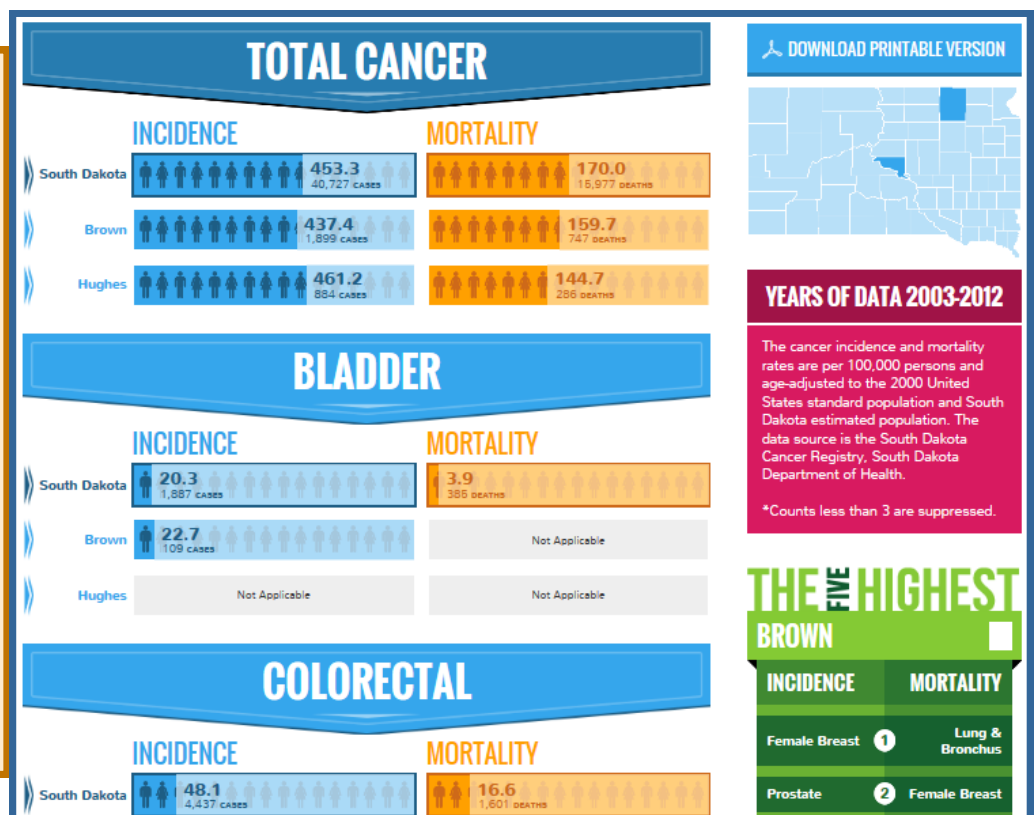 TOTAL CANCER
INCIDENCE
MORTALITY
South Dakota
453.3
40,727 CASES
170.0
15,977 DEATHS
Brown
437.4
1,899 CASES
159.7
747 DEATHS
Hughes
461.2
884 CASES
144.7
286 DEATHS
BLADDER
INCIDENCE
MORTALITY
South Dakota
20.3
1,887 CASES
3.9
385 DEATHS
Brown
22.7
109 CASES
Not Applicable
Hughes
Not Applicable
Not Applicable
COLORECTAL
INCIDENCE
MORTALITY
South Dakota
48.1
4,437 CASES
16.6
1,601 DEATHS
DOWNLOAD PRINTABLE VERSION
YEARS OF DATA 2003-2012
The cancer incidence and mortality
rates are per 100,000 persons and
age-adjusted to the 2000 United
States standard population and South
Dakota estimated population. The
data source is the South Dakota
Cancer Registry, South Dakota
Department of Health.
*Counts less than 3 are suppressed.
THE FIVE HIGHEST
BROWN
INCIDENCE
MORTALITY
Female Breast
1
Lung &
Bronchus
Prostate
2
Female Breast